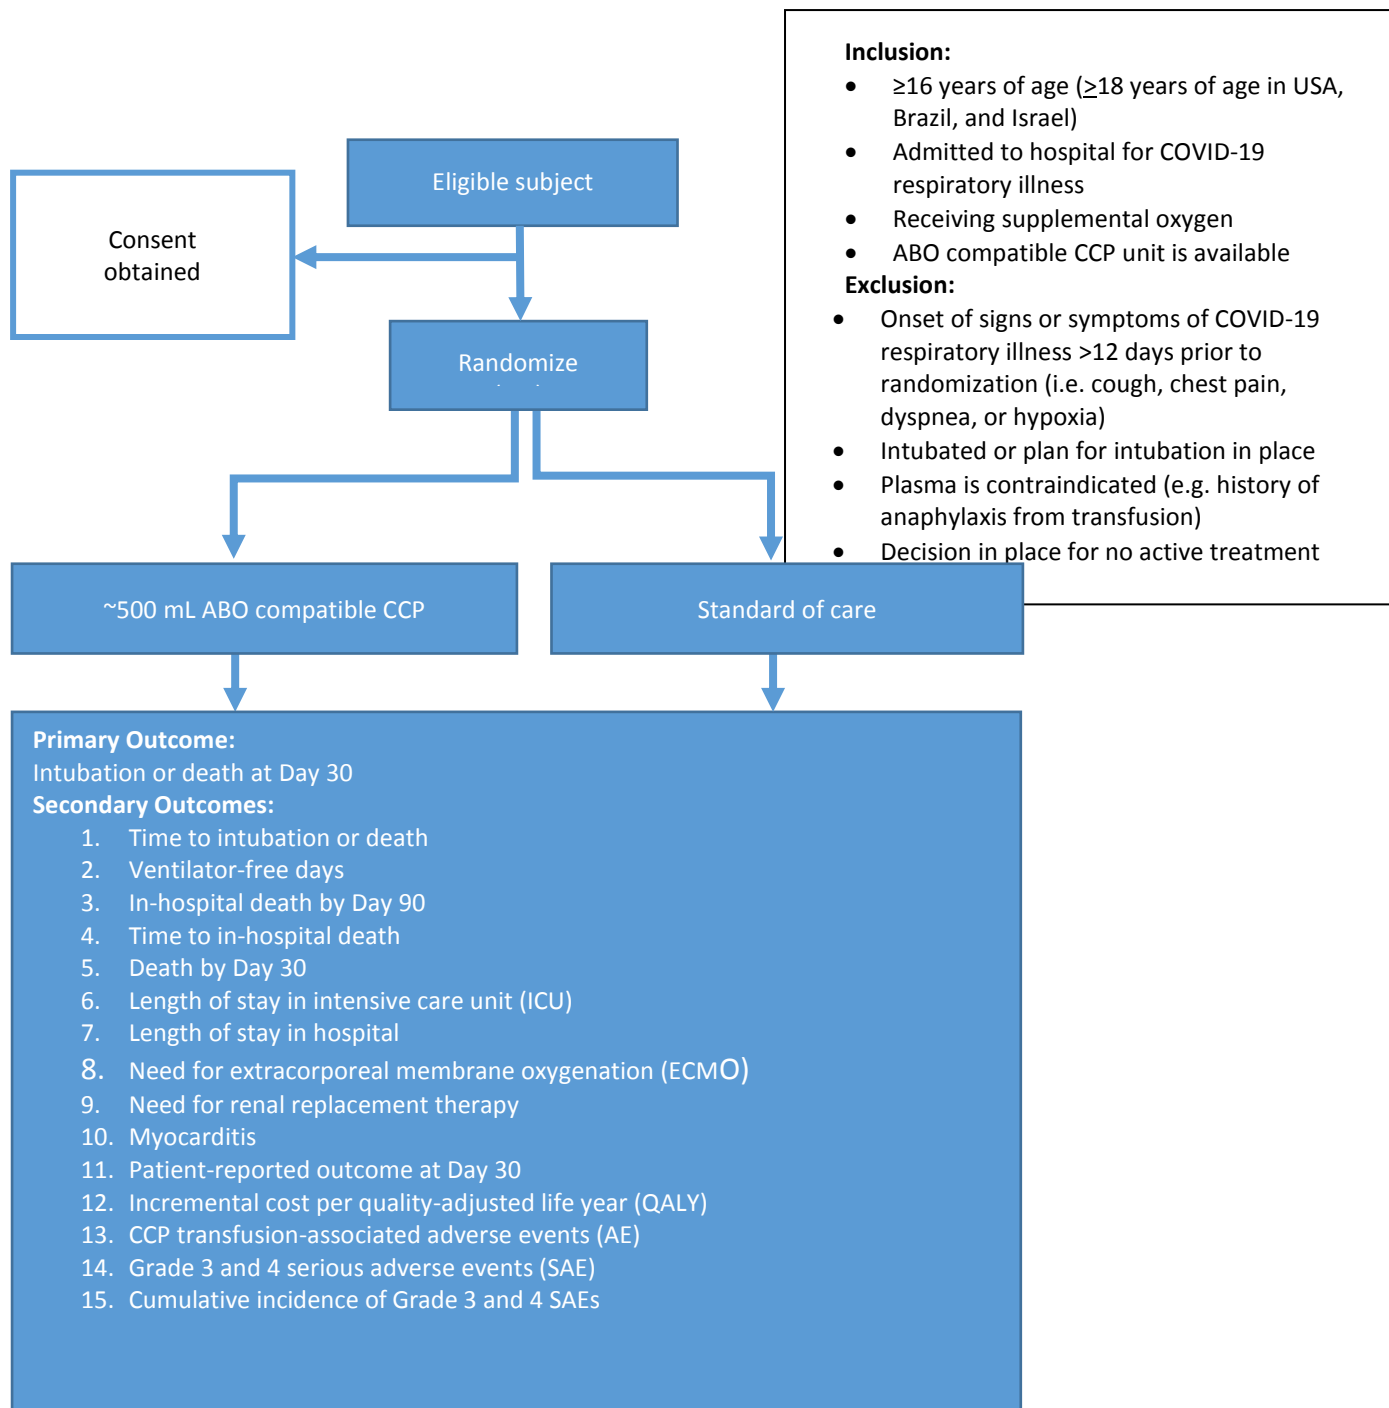 Inclusion:
• ≥16 years of age (≥18 years of age in USA,
Brazil, and Israel)
• Admitted to hospital for COVID-19
respiratory illness
• Receiving supplemental oxygen
• ABO compatible CCP unit is available
Exclusion:
• Onset of signs or symptoms of COVID-19
respiratory illness >12 days prior to
randomization (i.e. cough, chest pain,
dyspnea, or hypoxia)
• Intubated or plan for intubation in place
• Plasma is contraindicated (e.g. history of
anaphylaxis from transfusion)
• Decision in place for no active treatment
Eligible subject
Consent
obtained
Randomize
~500 mL ABO compatible CCP
Standard of care
Primary Outcome:
Intubation or death at Day 30
Secondary Outcomes:
1. Time to intubation or death
2. Ventilator-free days
3. In-hospital death by Day 90
4. Time to in-hospital death
5. Death by Day 30
6. Length of stay in intensive care unit (ICU)
7. Length of stay in hospital
8. Need for extracorporeal membrane oxygenation (ECMO)
9. Need for renal replacement therapy
10. Myocarditis
11. Patient-reported outcome at Day 30
12. Incremental cost per quality-adjusted life year (QALY)
13. CCP transfusion-associated adverse events (AE)
14. Grade 3 and 4 serious adverse events (SAE)
15. Cumulative incidence of Grade 3 and 4 SAEs